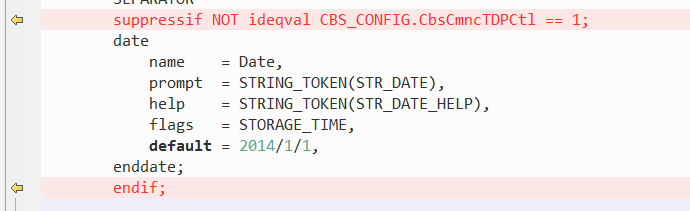 SEPARATOR
suppressif NOT ideqval CBS_CONFIG.CbsCmncTDPCtl == 1;
date
name = Date,
prompt = STRING_TOKEN(STR_DATE),
help = STRING_TOKEN(STR_DATE_HELP),
flags = STORAGE_TIME,
default = 2014/1/1,
enddate;
endif;